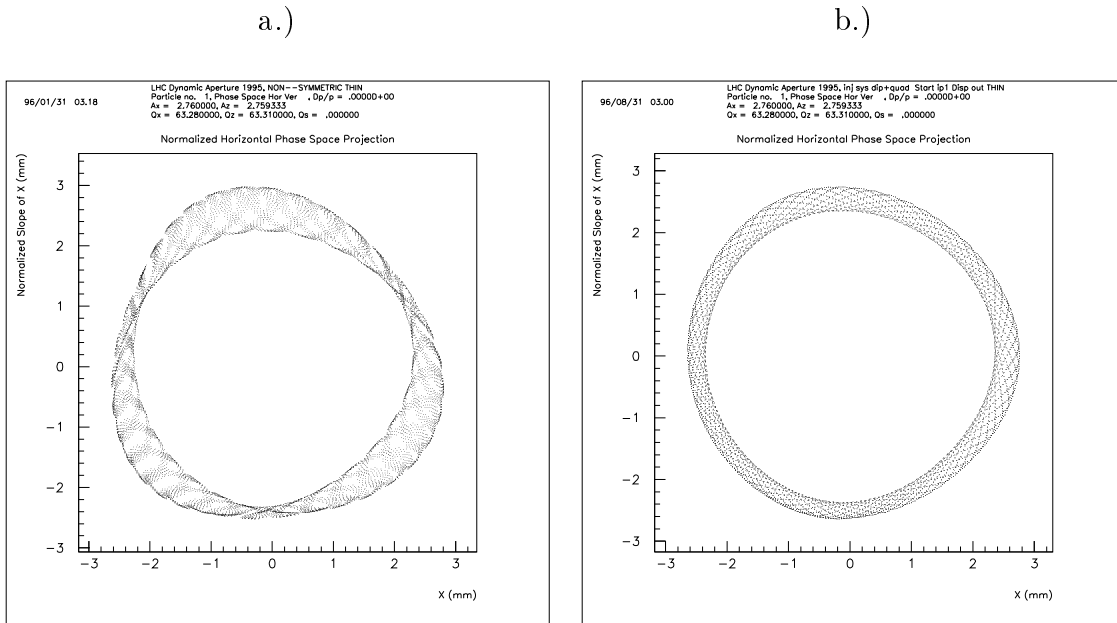 a.)
b.)
LHC Dynamic Aperture 1995, NON--SYMMETRIC THIN
Particle no. 1, Phase Space Hor Ver , Dp/p = .0000D+00
96/01/31 03.18
Ax = 2.760000, Az = 2.759333
Qx = 63.280000, Qz = 63.310000, Qs = .000000
Normalized Horizontal Phase Space Projection
Normalized Slope of X (mm)
3
2
1
0
-1
-2
-3
-3
-2
-1
0
1
2
3
X (mm)
LHC Dynamic Aperture 1995, inj sys dip+quad Start ip1 Disp out THIN
Particle no. 1, Phase Space Hor Ver , Dp/p = .0000D+00
96/08/31 03.00
Ax = 2.760000, Az = 2.759333
Qx = 63.280000, Qz = 63.310000, Qs = .000000
Normalized Horizontal Phase Space Projection
Normalized Slope of X (mm)
3
2
1
0
-1
-2
-3
-3
-2
-1
0
1
2
3
X (mm)